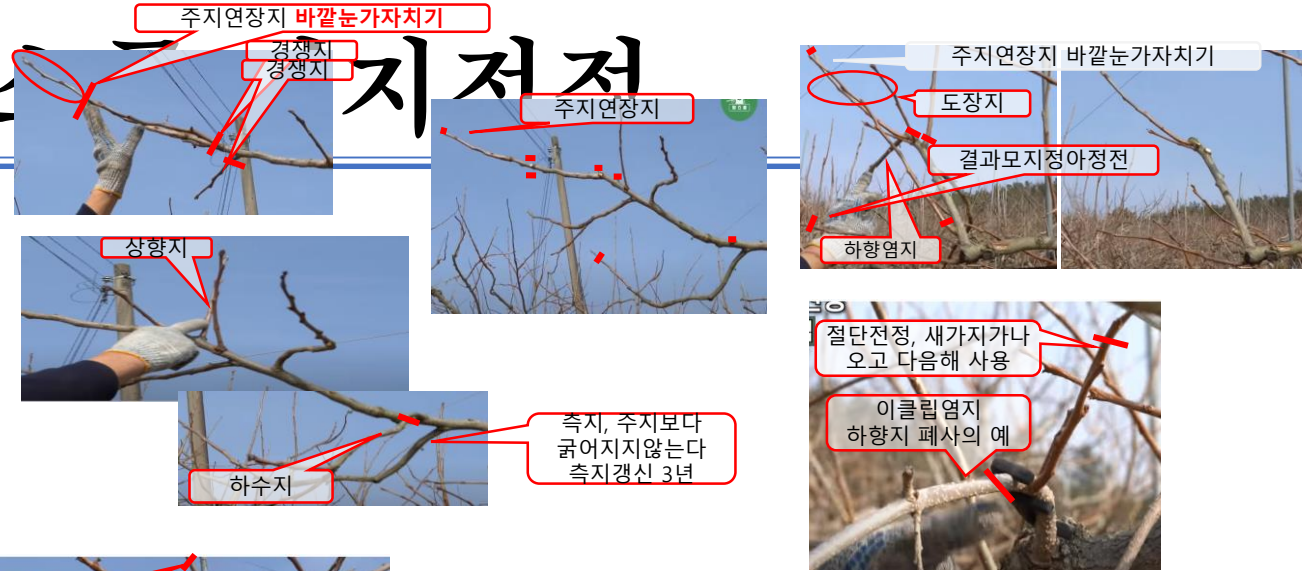 주지연장지 바깥눈가자치기
경쟁지
경쟁지
지전정
주지연장지
주지연장지 바깥눈가자치기
도장지
결과모지정아정전
하향염지
상향지
절단전정, 새가지가나
오고 다음해 사용
이클립염지
하향지 폐사의 예
측지, 주지보다
굵어지지않는다
측지갱신 3년
하수지